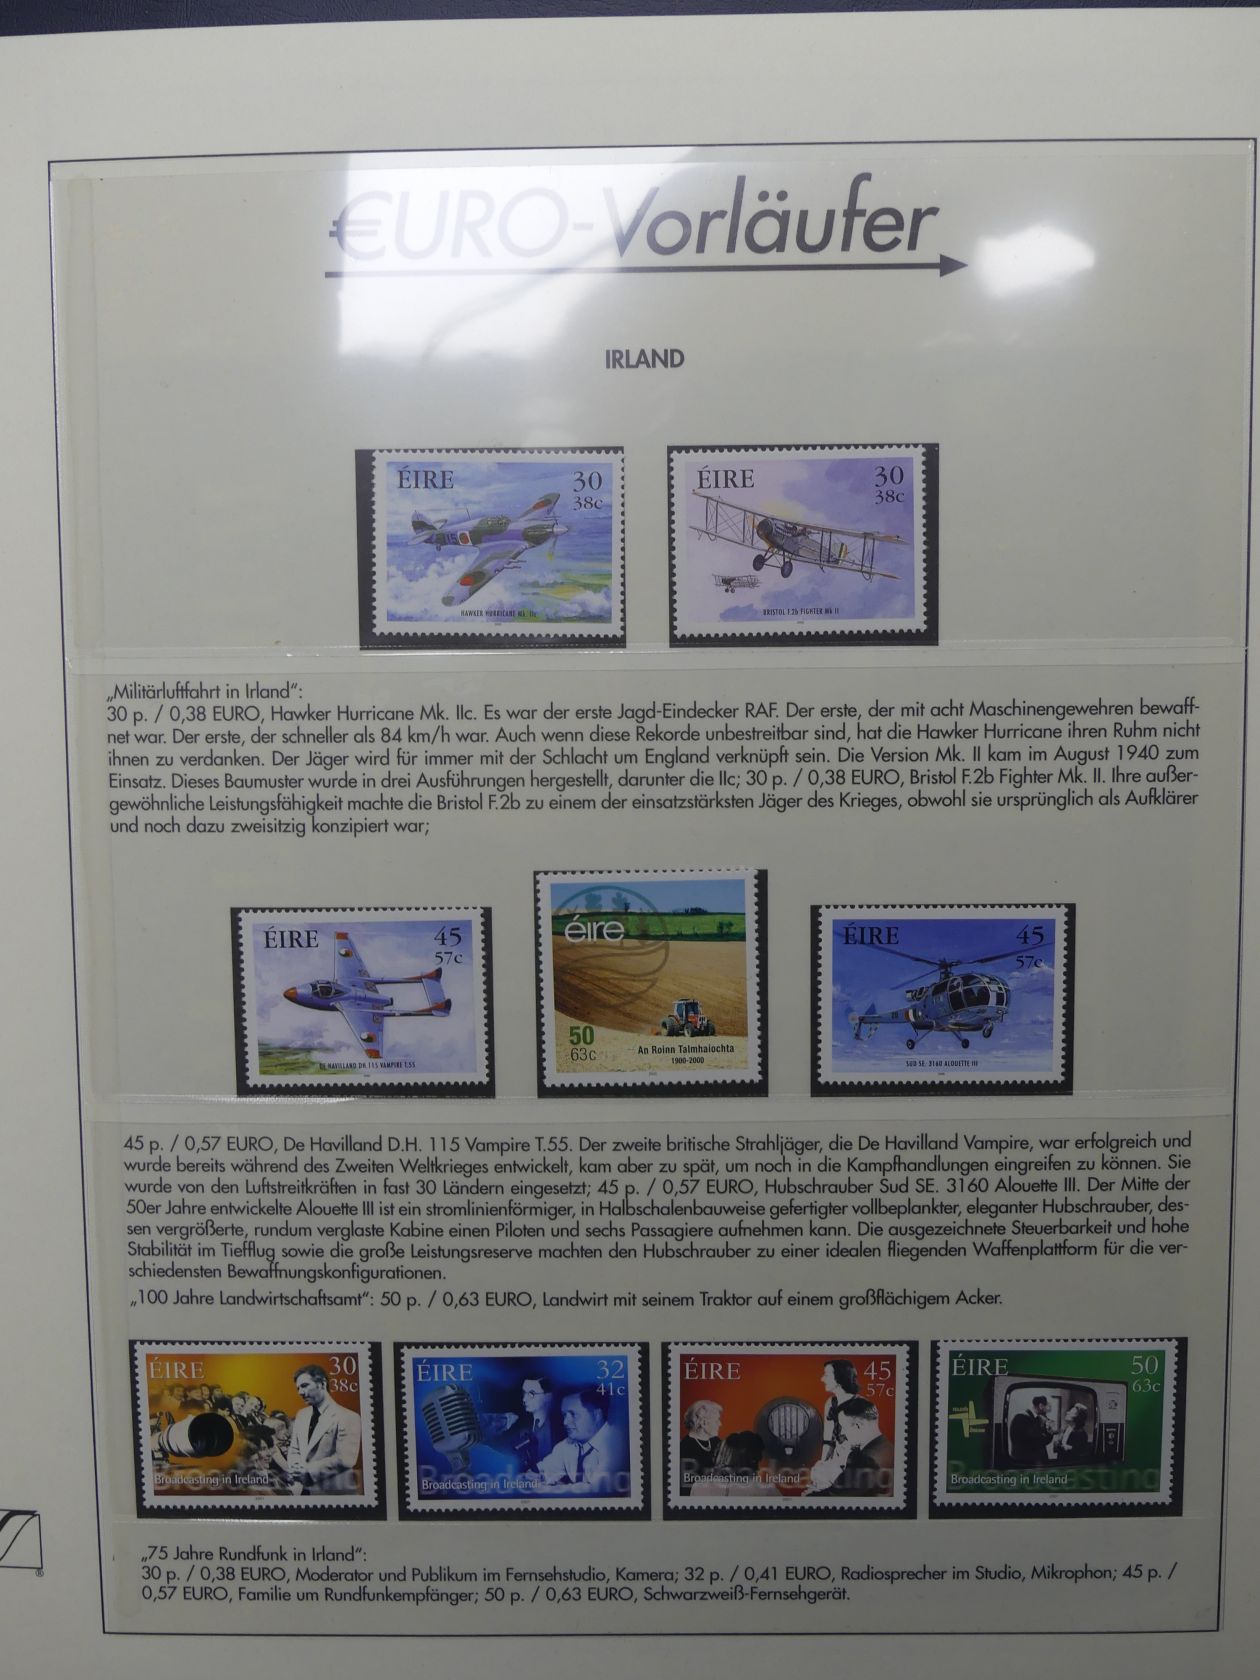 €URO-Vorläufer
IRLAND
ÉIRE 30
38c
HAWKER HURRICANE Mk IIc
ÉIRE 30
38c
BRISTOL F.2b FIGHTER Mk II
„Militärluftfahrt in Irland“:
30 p. / 0,38 EURO, Hawker Hurricane Mk. IIc. Es war der erste Jagd-Eindecker RAF. Der erste, der mit acht Maschinengewehren bewaff-
net war. Der erste, der schneller als 84 km/h war. Auch wenn diese Rekorde unbestreitbar sind, hat die Hawker Hurricane ihren Ruhm nicht
ihnen zu verdanken. Der Jäger wird für immer mit der Schlacht um England verknüpft sein. Die Version Mk. II kam im August 1940 zum
Einsatz. Dieses Baumuster wurde in drei Ausführungen hergestellt, darunter die IIc; 30 p. / 0,38 EURO, Bristol F.2b Fighter Mk. II. Ihre außer-
gewöhnliche Leistungsfähigkeit machte die Bristol F.2b zu einem der einsatzstärksten Jäger des Krieges, obwohl sie ursprünglich als Aufklärer
und noch dazu zweisitzig konzipiert war;
ÉIRE 45
57c
DE HAVILLAND DH 115 VAMPIRE T.55
éire
50
63c
An Roinn Talmhaiochta
1900-2000
ÉIRE 45
57c
SUD SE. 3160 ALOUETTE III
45 p. / 0,57 EURO, De Havilland D.H. 115 Vampire T.55. Der zweite britische Strahljäger, die De Havilland Vampire, war erfolgreich und
wurde bereits während des Zweiten Weltkrieges entwickelt, kam aber zu spät, um noch in die Kampfhandlungen eingreifen zu können. Sie
wurde von den Luftstreitkräften in fast 30 Ländern eingesetzt; 45 p. / 0,57 EURO, Hubschrauber Sud SE. 3160 Alouette III. Der Mitte der
50er Jahre entwickelte Alouette III ist ein stromlinienförmiger, in Halbschalenbauweise gefertigter vollbeplankter, eleganter Hubschrauber, des-
sen vergrößerte, rundum verglaste Kabine einen Piloten und sechs Passagiere aufnehmen kann. Die ausgezeichnete Steuerbarkeit und hohe
Stabilität im Tiefflug sowie die große Leistungsreserve machten den Hubschrauber zu einer idealen fliegenden Waffenplattform für die ver-
schiedensten Bewaffnungskonfigurationen.
„100 Jahre Landwirtschaftsamt“: 50 p. / 0,63 EURO, Landwirt mit seinem Traktor auf einem großflächigem Acker.
ÉIRE 30
38c
Broadcasting in Ireland
ÉIRE 32
41c
Broadcasting in Ireland
ÉIRE 45
57c
Broadcasting in Ireland
ÉIRE 50
63c
Broadcasting in Ireland
„75 Jahre Rundfunk in Irland“:
30 p. / 0,38 EURO, Moderator und Publikum im Fernsehstudio, Kamera; 32 p. / 0,41 EURO, Radiosprecher im Studio, Mikrophon; 45 p. /
0,57 EURO, Familie um Rundfunkempfänger; 50 p. / 0,63 EURO, Schwarzweiß-Fernsehgerät.